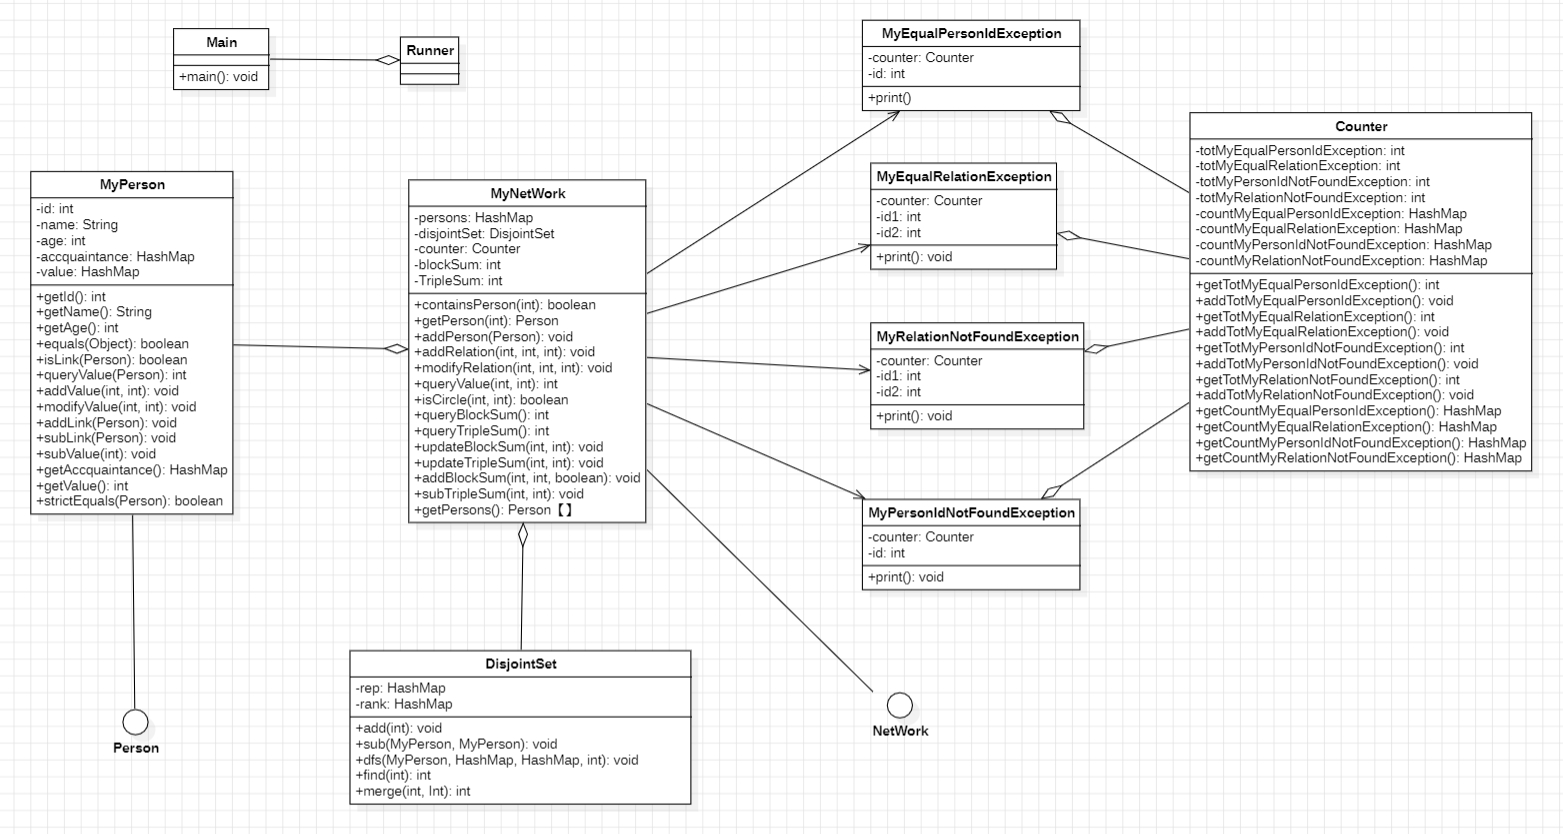 Main
+main(): void
Runner
MyPerson
-id: int
-name: String
-age: int
-accquaintance: HashMap
-value: HashMap
+getId(): int
+getName(): String
+getAge(): int
+equals(Object): boolean
+isLink(Person): boolean
+queryValue(Person): int
+addValue(int, int): void
+modifyValue(int, int): void
+addLink(Person): void
+subLink(Person): void
+subValue(int): void
+getAccquaintance(): HashMap
+getValue(): int
+strictEquals(Person): boolean
Person
MyNetWork
-persons: HashMap
-disjointSet: DisjointSet
-counter: Counter
-blockSum: int
-TripleSum: int
+containsPerson(int): boolean
+getPerson(int): Person
+addPerson(Person): void
+addRelation(int, int, int): void
+modifyRelation(int, int, int): void
+queryValue(int, int): int
+isCircle(int, int): boolean
+queryBlockSum(): int
+queryTripleSum(): int
+updateBlockSum(int, int): void
+updateTripleSum(int, int): void
+addBlockSum(int, int, boolean): void
+subTripleSum(int, int): void
+getPersons(): Person【】
DisjointSet
-rep: HashMap
-rank: HashMap
+add(int): void
+sub(MyPerson, MyPerson): void
+dfs(MyPerson, HashMap, HashMap, int): void
+find(int): int
+merge(int, Int): int
MyEqualPersonIdException
-counter: Counter
-id: int
+print()
MyEqualRelationException
-counter: Counter
-id1: int
-id2: int
+print(): void
MyRelationNotFoundException
-counter: Counter
-id1: int
-id2: int
+print(): void
MyPersonIdNotFoundException
-counter: Counter
-id: int
+print(): void
NetWork
Counter
-totMyEqualPersonIdException: int
-totMyEqualRelationException: int
-totMyPersonIdNotFoundException: int
-totMyRelationNotFoundException: int
-countMyEqualPersonIdException: HashMap
-countMyEqualRelationException: HashMap
-countMyPersonIdNotFoundException: HashMap
-countMyRelationNotFoundException: HashMap
+getTotMyEqualPersonIdException(): int
+addTotMyEqualPersonIdException(): void
+getTotMyEqualRelationException(): int
+addTotMyEqualRelationException(): void
+getTotMyPersonIdNotFoundException(): int
+addTotMyPersonIdNotFoundException(): void
+getTotMyRelationNotFoundException(): int
+addTotMyRelationNotFoundException(): void
+getCountMyEqualPersonIdException(): HashMap
+getCountMyEqualRelationException(): HashMap
+getCountMyPersonIdNotFoundException(): HashMap
+getCountMyRelationNotFoundException(): HashMap